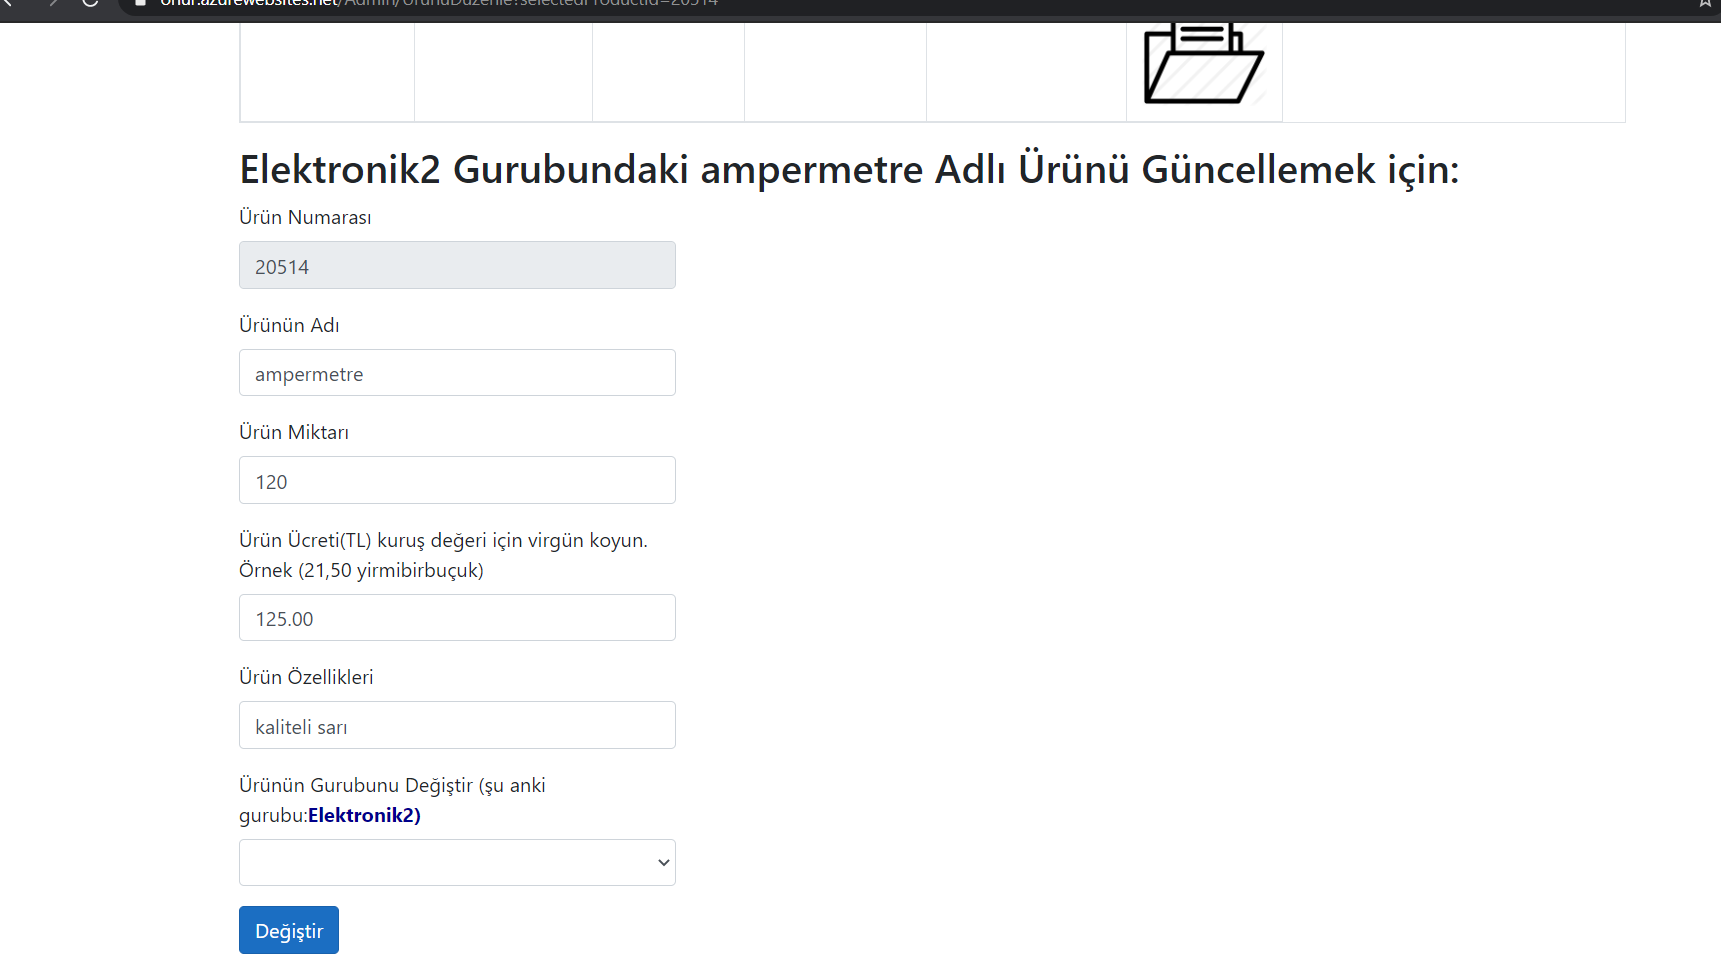 onur.azurewebsites.net/Admin/UrunuDuzenle?selectedProductId=20514
Elektronik2 Gurubundaki ampermetre Adlı Ürünü Güncellemek için:
Ürün Numarası
20514
Ürünün Adı
ampermetre
Ürün Miktarı
120
Ürün Ücreti(TL) kuruş değeri için virgün koyun.
Örnek (21,50 yirmibirbuçuk)
125.00
Ürün Özellikleri
kaliteli sarı
Ürünün Gurubunu Değiştir (şu anki
gurubu:Elektronik2)
Değiştir